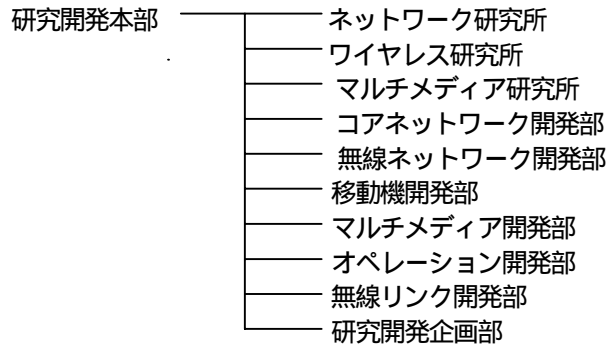 研究開発本部
ネットワーク研究所
ワイヤレス研究所
マルチメディア研究所
コアネットワーク開発部
無線ネットワーク開発部
移動機開発部
マルチメディア開発部
オペレーション開発部
無線リンク開発部
研究開発企画部